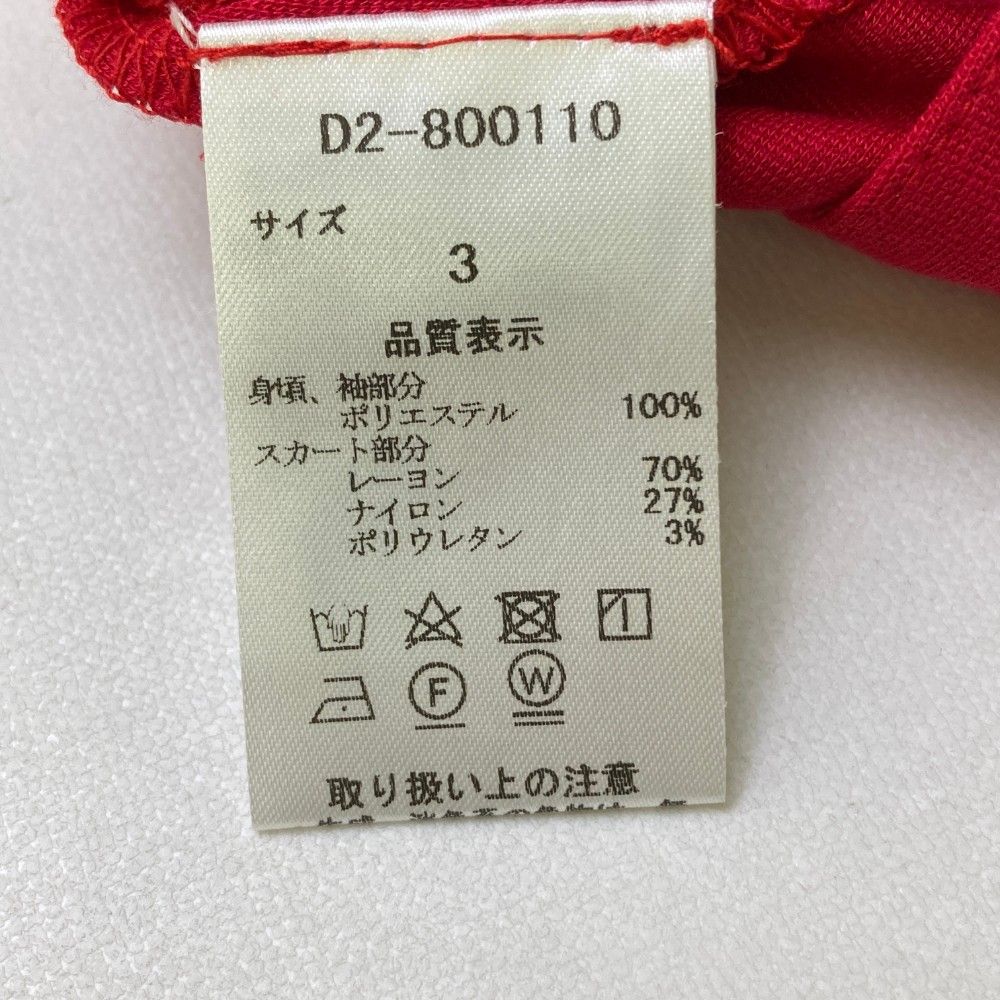 D2-800110
サイズ
3
品質表示
身頃、袖部分
ポリエステル 100%
スカート部分
レーヨン 70%
ナイロン 27%
ポリウレタン 3%
F W
取り扱い上の注意